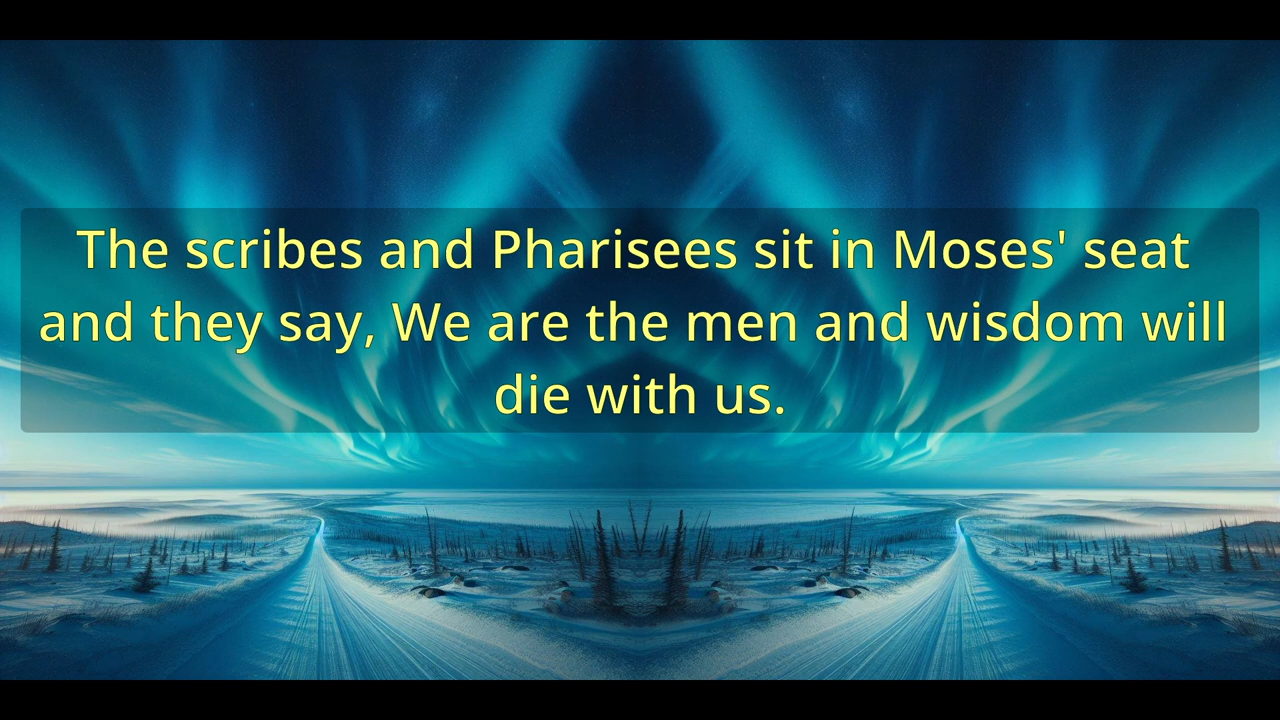 The scribes and Pharisees sit in Moses' seat
and they say, We are the men and wisdom will
die with us.